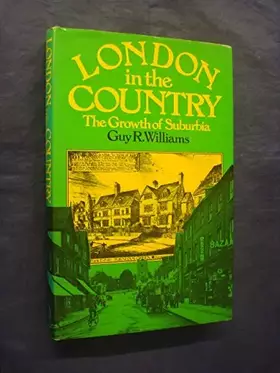 LONDON
in the
COUNTRY
The Growth of Suburbia
Guy R. Williams
LONDON
COUNTRY
BAZAA